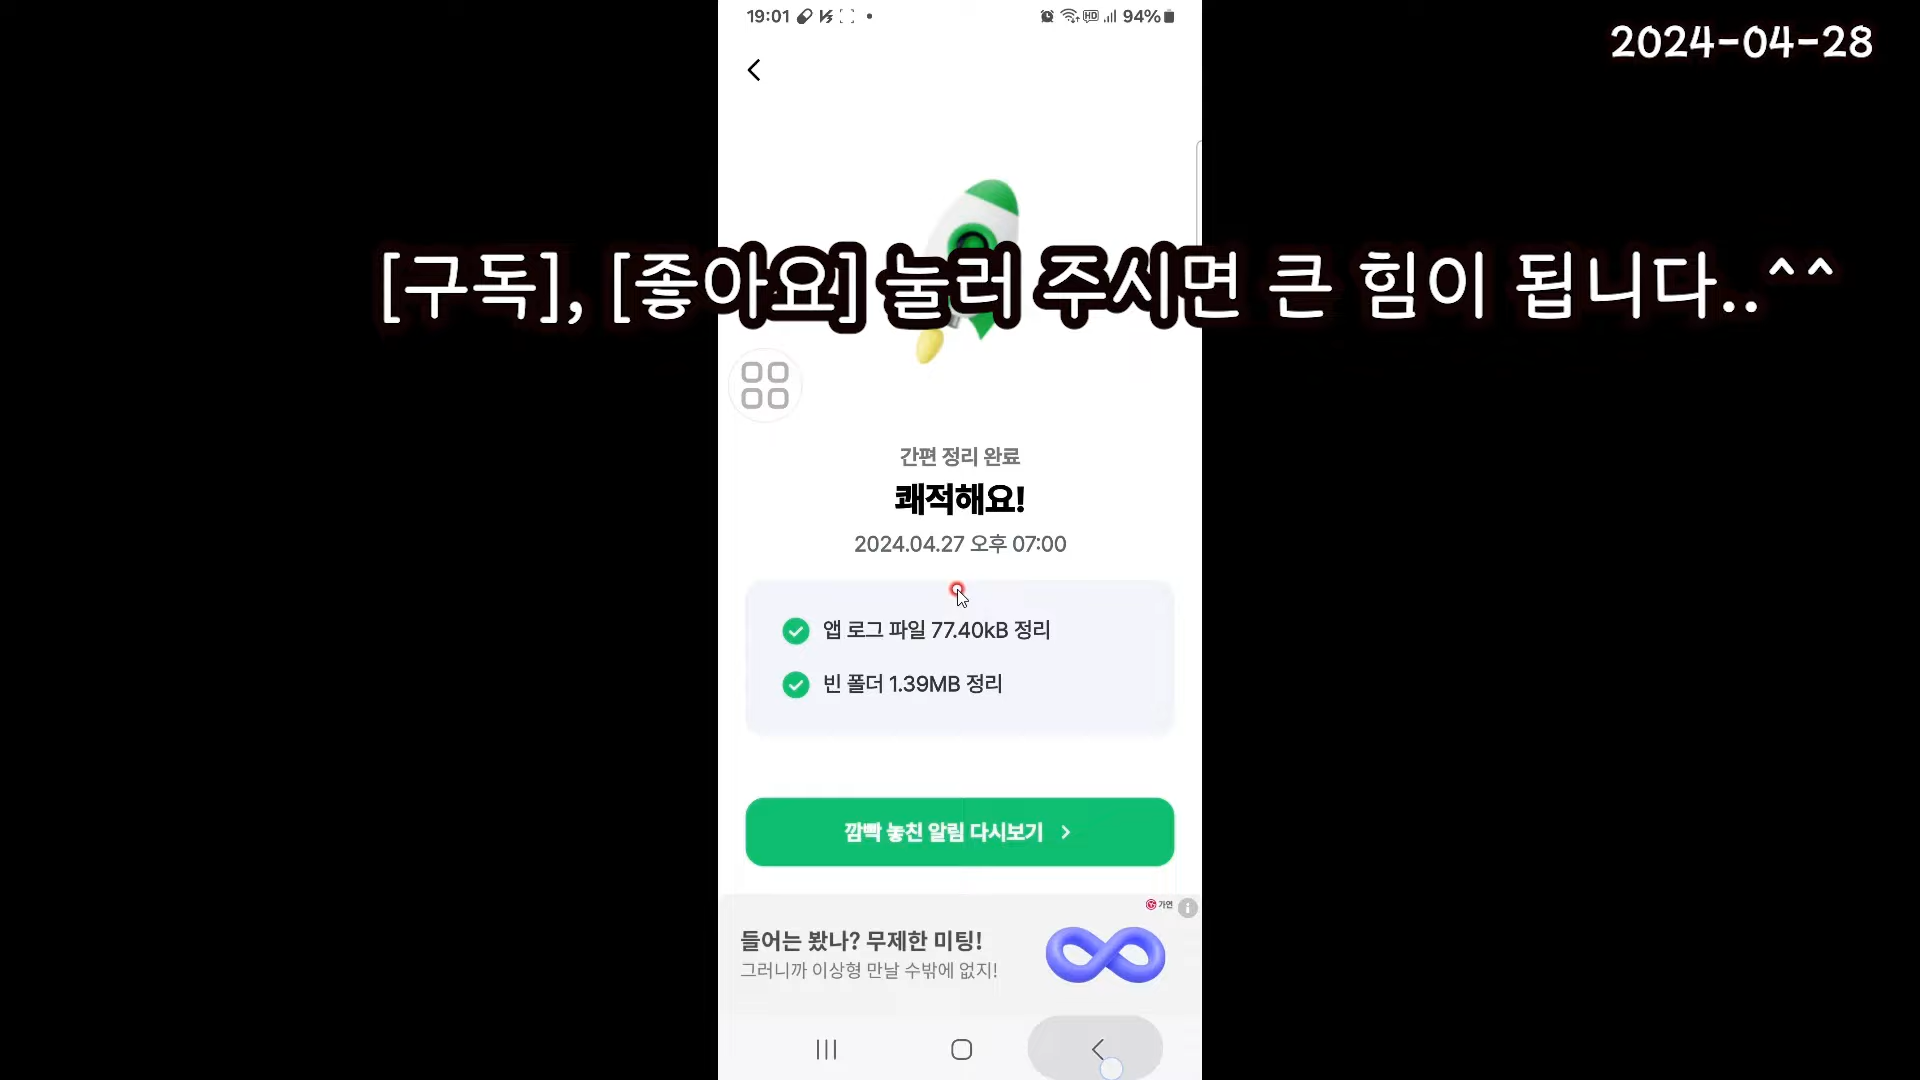 19:01
HD
94%
2024-04-28
[구독], [좋아요] 눌러 주시면 큰 힘이 됩니다..^^
간편 정리 완료
쾌적해요!
2024.04.27 오후 07:00
앱 로그 파일 77.40kB 정리
빈 폴더 1.39MB 정리
깜빡 놓친 알림 다시보기
가연
들어는 봤나? 무제한 미팅!
그러니까 이상형 만날 수밖에 없지!